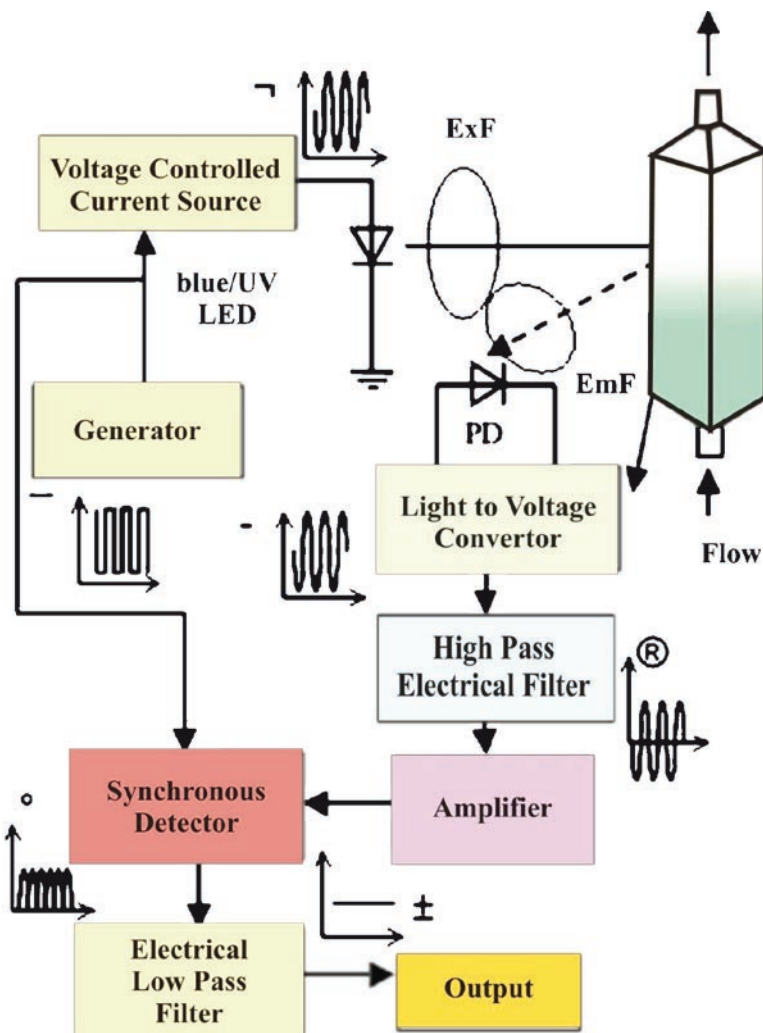 ¬
ExF
Voltage Controlled
Current Source
blue/UV
LED
EmF
Generator
PD
Light to Voltage
Convertor
Flow
High Pass
Electrical Filter
®
Synchronous
Detector
Amplifier
°
±
Electrical
Low Pass
Filter
Output